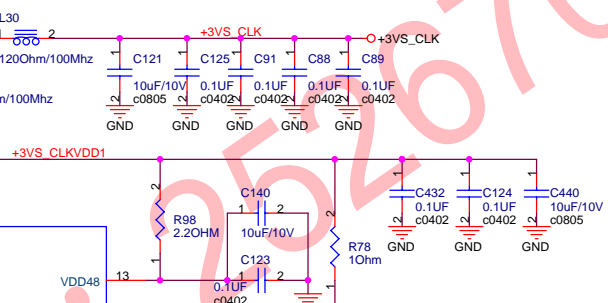 L30
2
+3VS_CLK
+3VS_CLK
120Ohm/100Mhz
1 1 1 1 1
C121 C125 C91 C88 C89
10uF/10V 0.1UF 0.1UF 0.1UF 0.1UF
c0805 c0402 c0402 c0402 c0402
m/100Mhz
2 2 2 2 2
GND GND GND GND GND
+3VS_CLKVDD1
1 1 1
2
C140
C432 C124 C440
0.1UF 0.1UF 10uF/10V
c0402 c0402 c0805
1 2
2
R98
2.2OHM
10uF/10V
2 2 2
GND GND GND
R78
1Ohm
1
C123
VDD48
13
1 2
0.1UF
c0402
1
252670